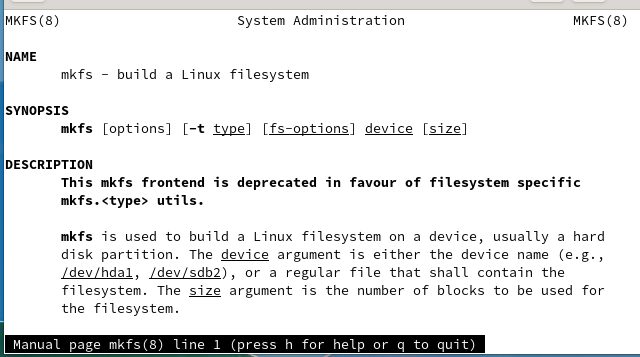 MKFS(8) System Administration MKFS(8)
NAME
mkfs - build a Linux filesystem
SYNOPSIS
mkfs [options] [-t type] [fs-options] device [size]
DESCRIPTION
This mkfs frontend is deprecated in favour of filesystem specific
mkfs.<type> utils.
mkfs is used to build a Linux filesystem on a device, usually a hard
disk partition. The device argument is either the device name (e.g.,
/dev/hda1, /dev/sdb2), or a regular file that shall contain the
filesystem. The size argument is the number of blocks to be used for
the filesystem.
Manual page mkfs(8) line 1 (press h for help or q to quit)